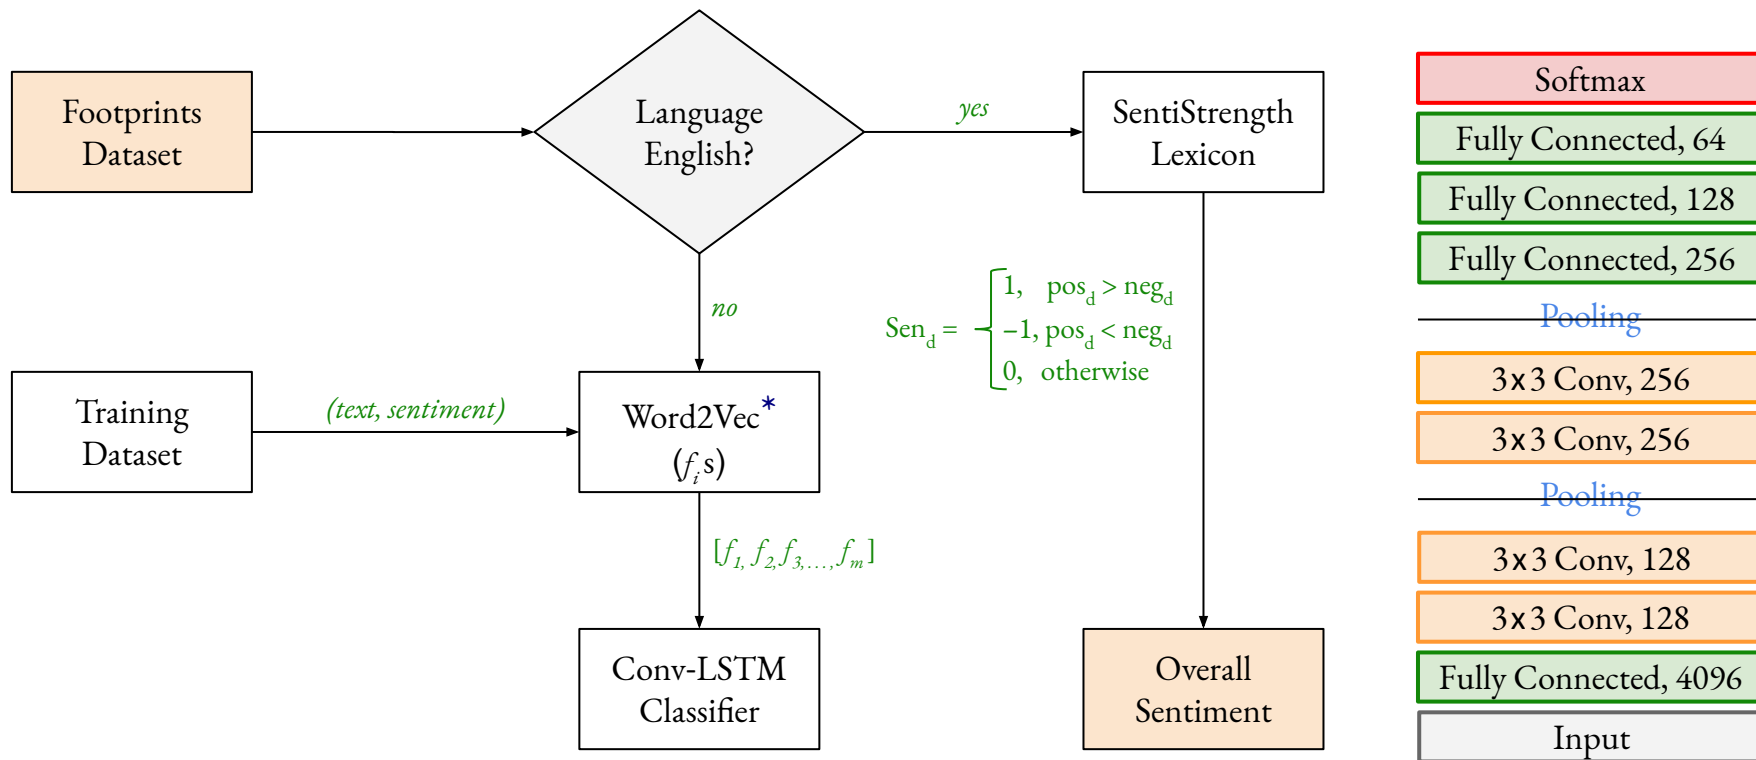 Footprints
Dataset
Language
English?
yes
SentiStrength
Lexicon
no
Sen_d =
1, pos_d > neg_d
−1, pos_d < neg_d
0, otherwise
Training
Dataset
(text, sentiment)
Word2Vec*
(f_i s)
[f_1, f_2, f_3,..., f_m]
Conv-LSTM
Classifier
Overall
Sentiment
Softmax
Fully Connected, 64
Fully Connected, 128
Fully Connected, 256
Pooling
3x3 Conv, 256
3x3 Conv, 256
Pooling
3x3 Conv, 128
3x3 Conv, 128
Fully Connected, 4096
Input